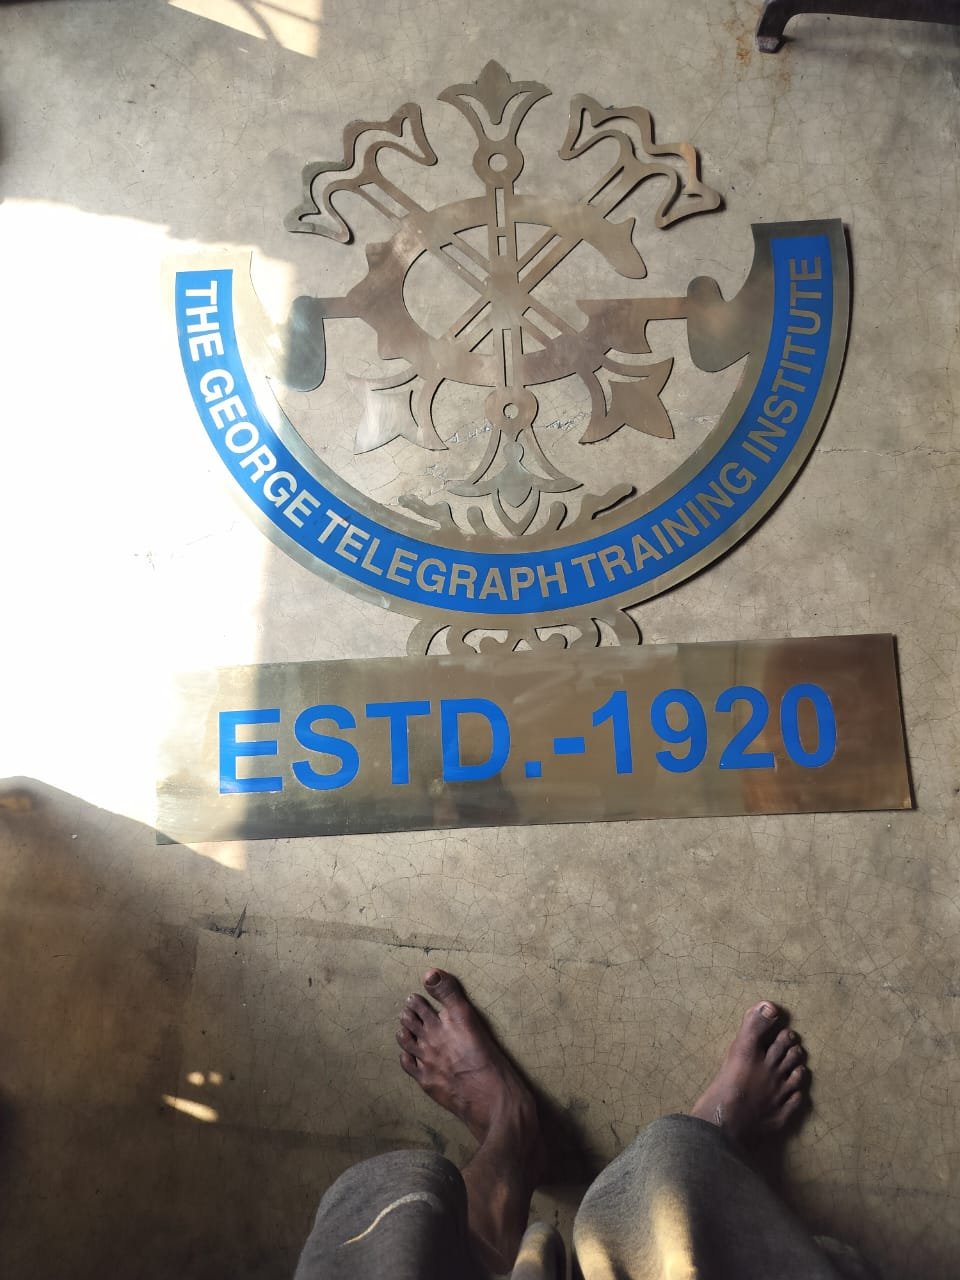 THE GEORGE TELEGRAPH TRAINING INSTITUTE
ESTD.-1920